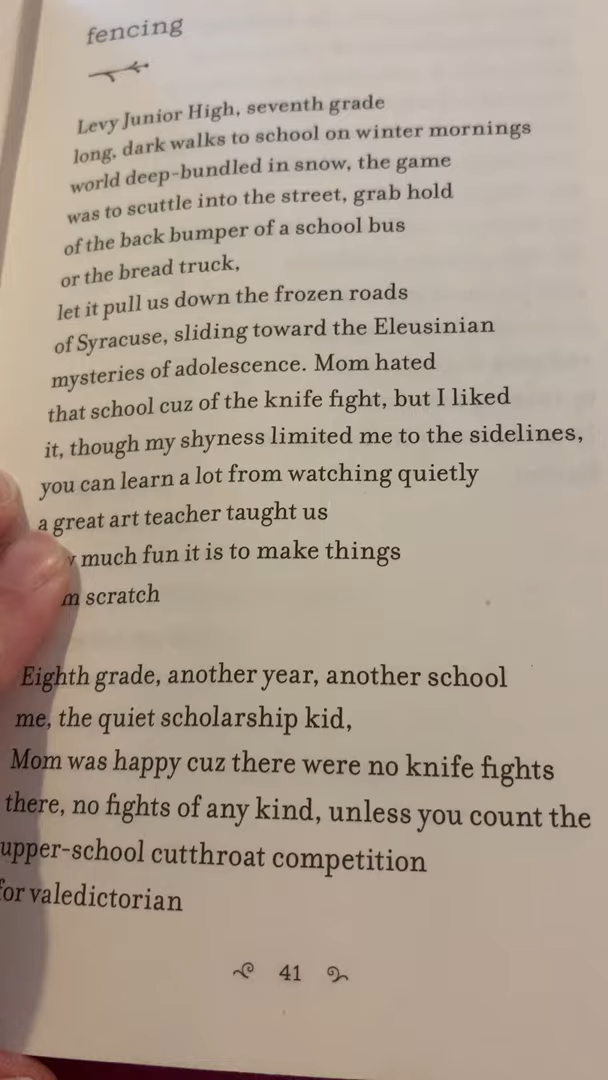 fencing
Levy Junior High, seventh grade
long, dark walks to school on winter mornings
world deep-bundled in snow, the game
was to scuttle into the street, grab hold
of the back bumper of a school bus
or the bread truck,
let it pull us down the frozen roads
of Syracuse, sliding toward the Eleusinian
mysteries of adolescence. Mom hated
that school cuz of the knife fight, but I liked
it, though my shyness limited me to the sidelines,
you can learn a lot from watching quietly
a great art teacher taught us
much fun it is to make things
scratch
Eighth grade, another year, another school
me, the quiet scholarship kid,
Mom was happy cuz there were no knife fights
there, no fights of any kind, unless you count the
upper-school cutthroat competition
for valedictorian
41